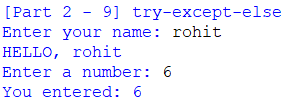 [Part 2 - 9] try-except-else
Enter your name: rohit
HELLO, rohit
Enter a number: 6
You entered: 6